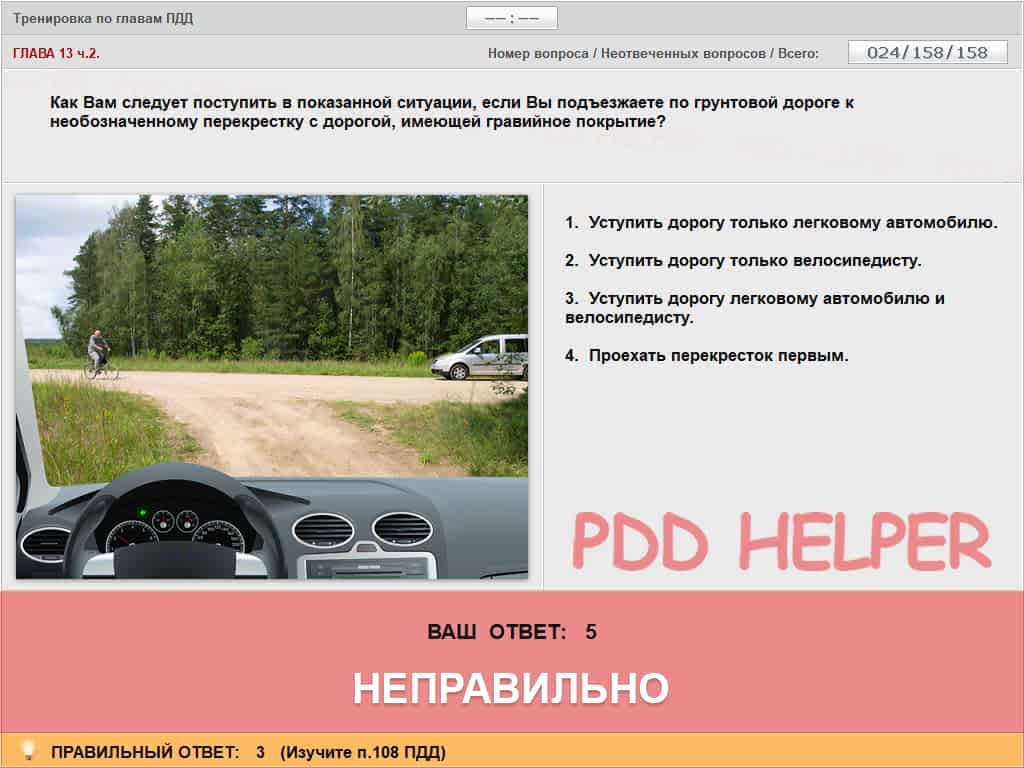 Тренировка по главам ПДД
—— : ——
ГЛАВА 13 ч.2.
Номер вопроса / Неотвеченных вопросов / Всего:
024/158/158
Как Вам следует поступить в показанной ситуации, если Вы подъезжаете по грунтовой дороге к
необозначенному перекрестку с дорогой, имеющей гравийное покрытие?
1. Уступить дорогу только легковому автомобилю.
2. Уступить дорогу только велосипедисту.
3. Уступить дорогу легковому автомобилю и
велосипедисту.
4. Проехать перекресток первым.
PDD HELPER
ВАШ ОТВЕТ: 5
НЕПРАВИЛЬНО
ПРАВИЛЬНЫЙ ОТВЕТ: 3 (Изучите п.108 ПДД)